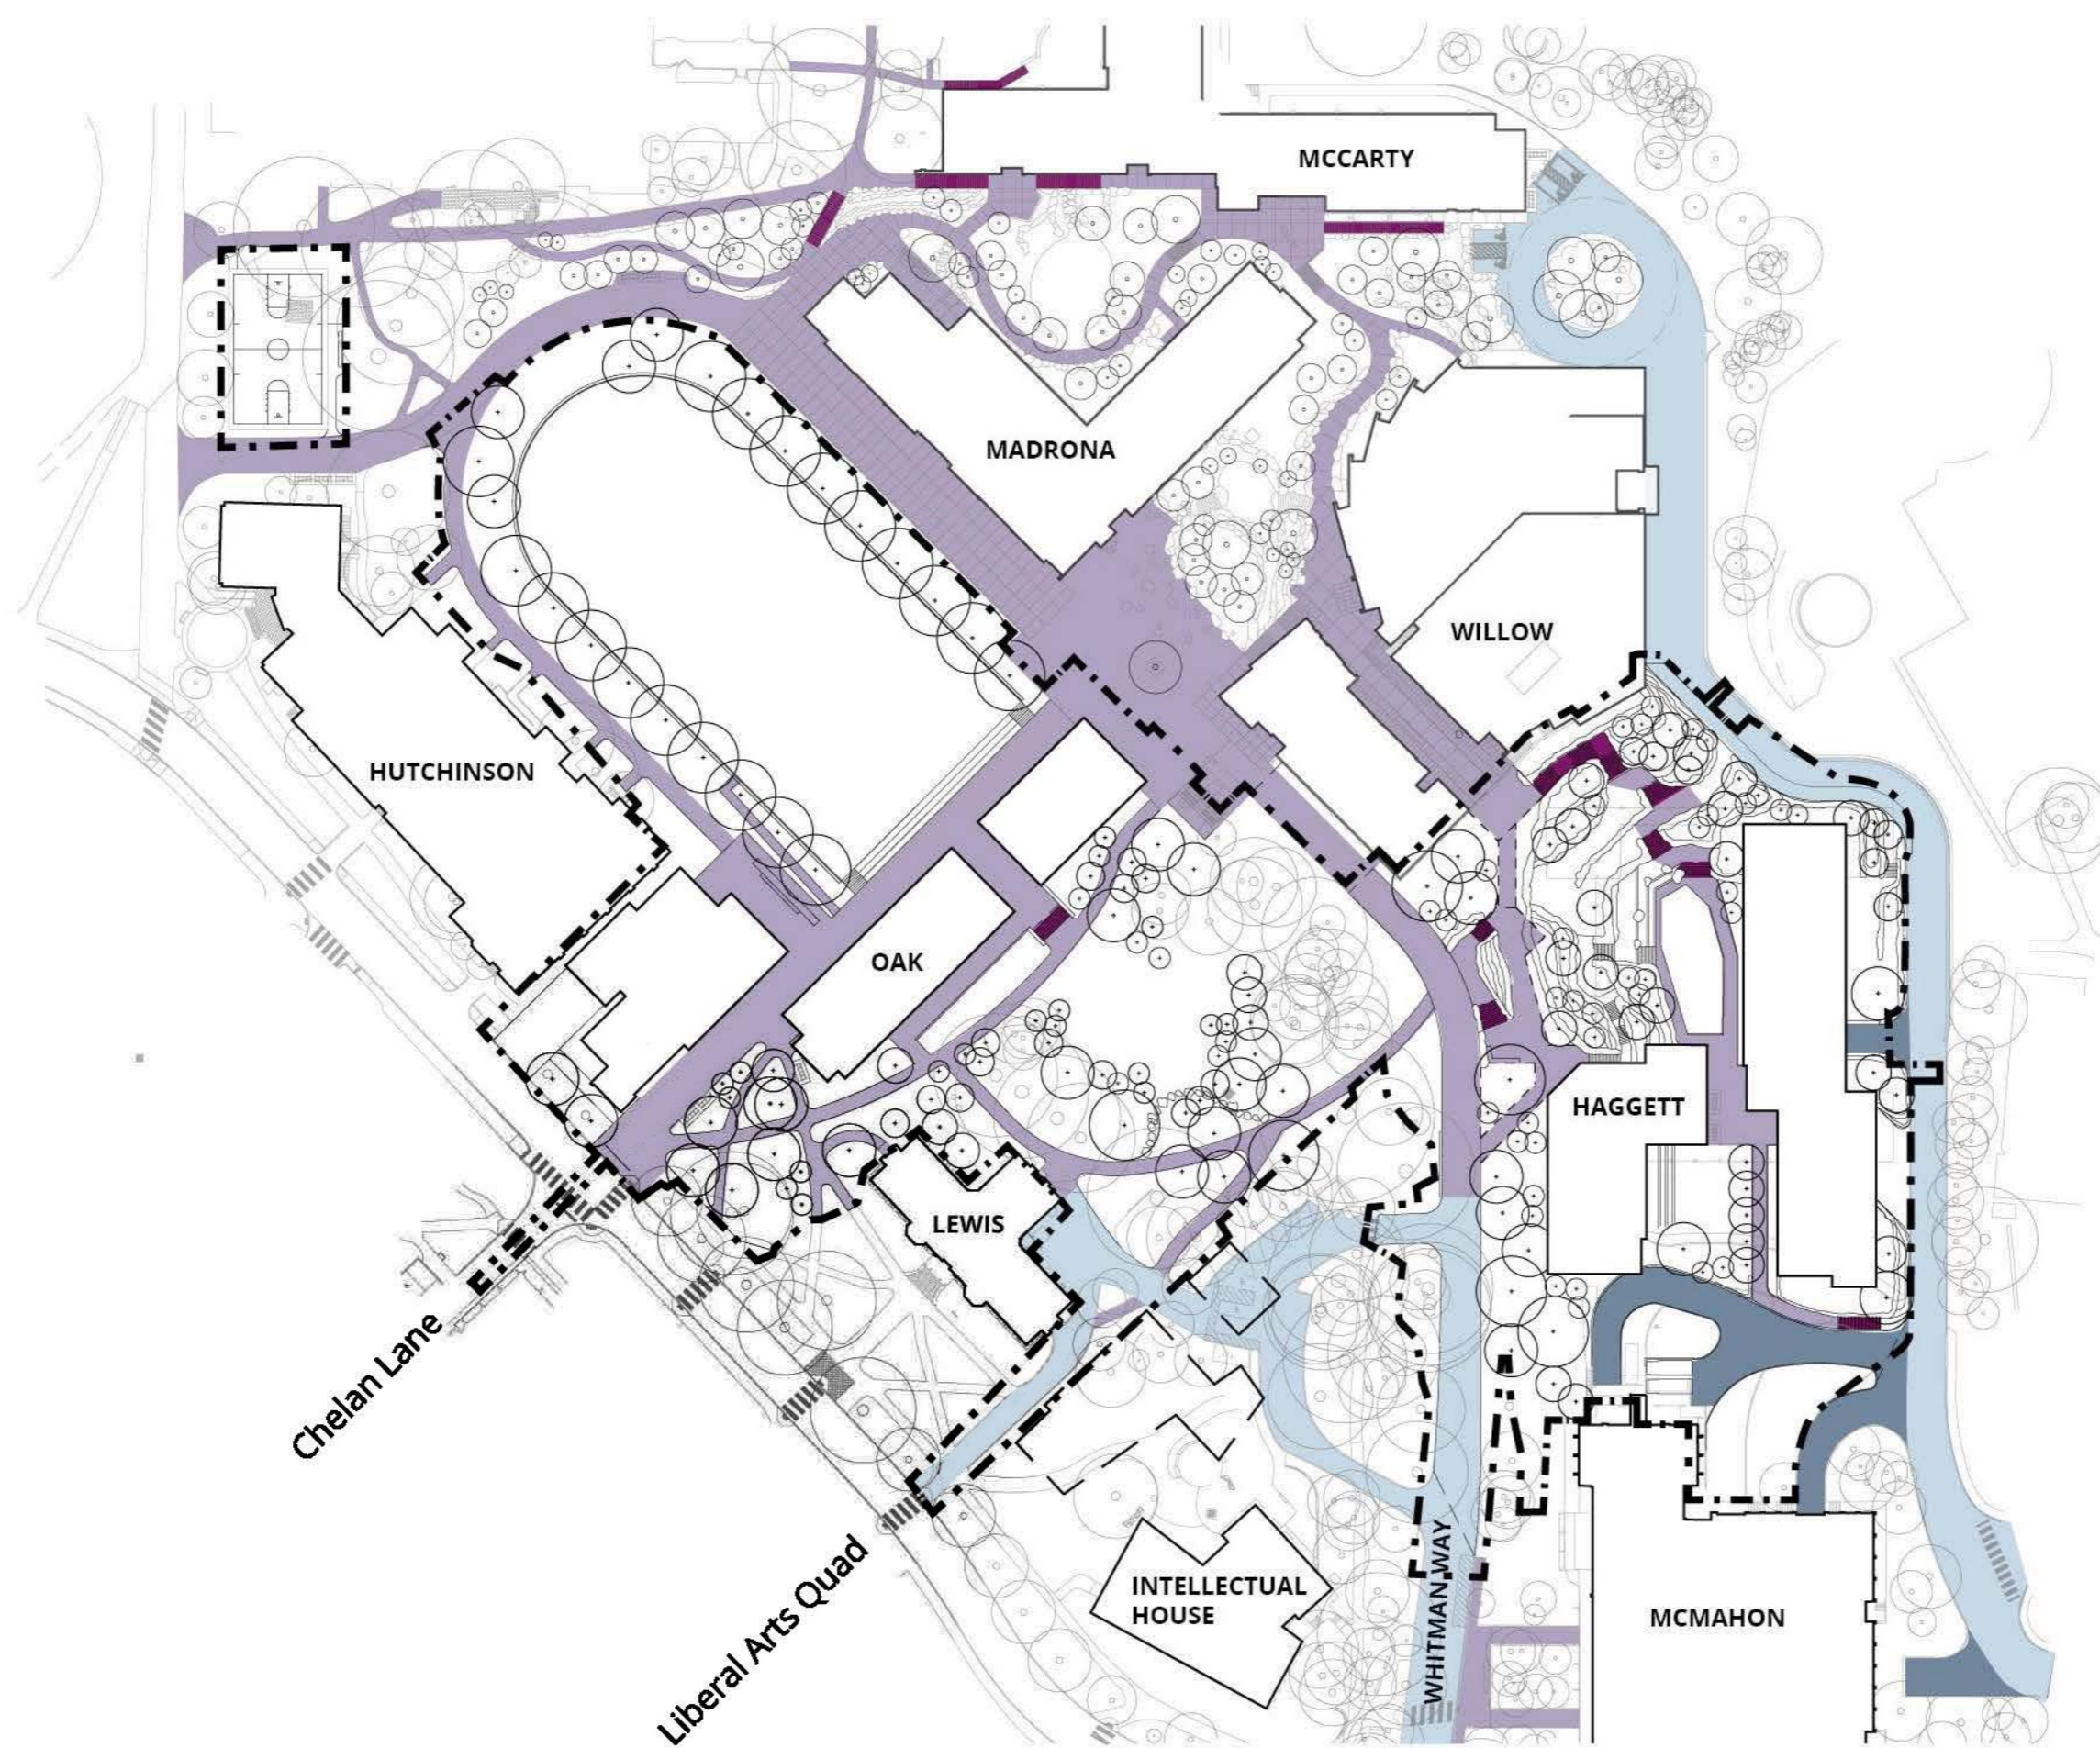 MCCARTY
MADRONA
WILLOW
HUTCHINSON
OAK
HAGGETT
LEWIS
Chelan Lane
Liberal Arts Quad
INTELLECTUAL
HOUSE
WHITMAN WAY
MCMAHON